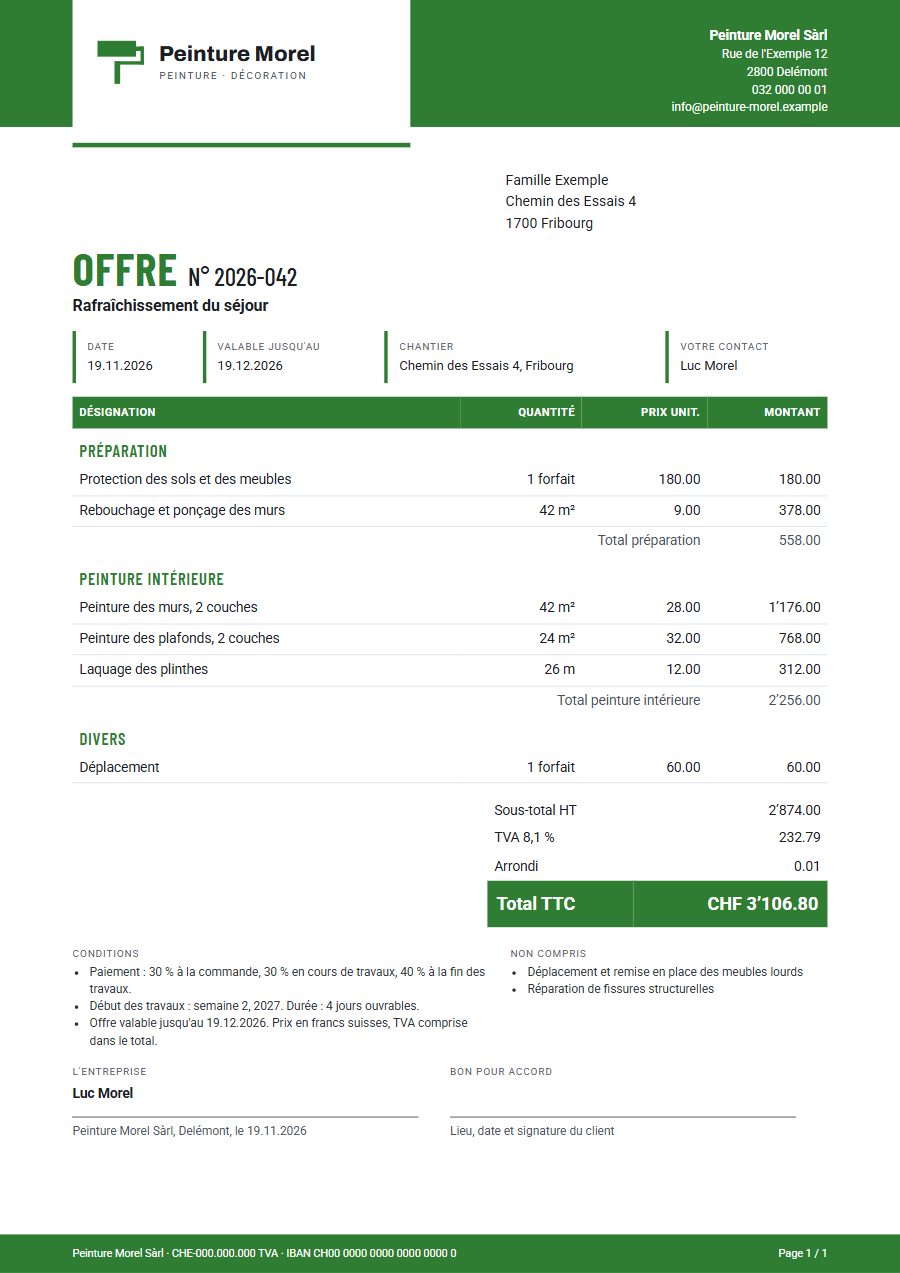 Peinture Morel
PEINTURE · DÉCORATION
Peinture Morel Sàrl
Rue de l'Exemple 12
2800 Delémont
032 000 00 01
info@peinture-morel.example
Famille Exemple
Chemin des Essais 4
1700 Fribourg
OFFRE N° 2026-042
Rafraîchissement du séjour
DATE VALABLE JUSQU'AU CHANTIER VOTRE CONTACT
19.11.2026 19.12.2026 Chemin des Essais 4, Fribourg Luc Morel
DÉSIGNATION QUANTITÉ PRIX UNIT. MONTANT
PRÉPARATION
Protection des sols et des meubles 1 forfait 180.00 180.00
Rebouchage et ponçage des murs 42 m² 9.00 378.00
Total préparation 558.00
PEINTURE INTÉRIEURE
Peinture des murs, 2 couches 42 m² 28.00 1’176.00
Peinture des plafonds, 2 couches 24 m² 32.00 768.00
Laquage des plinthes 26 m 12.00 312.00
Total peinture intérieure 2’256.00
DIVERS
Déplacement 1 forfait 60.00 60.00
Sous-total HT 2’874.00
TVA 8,1 % 232.79
Arrondi 0.01
Total TTC CHF 3’106.80
CONDITIONS
• Paiement : 30 % à la commande, 30 % en cours de travaux, 40 % à la fin des
travaux.
• Début des travaux : semaine 2, 2027. Durée : 4 jours ouvrables.
• Offre valable jusqu'au 19.12.2026. Prix en francs suisses, TVA comprise
dans le total.
NON COMPRIS
• Déplacement et remise en place des meubles lourds
• Réparation de fissures structurelles
L'ENTREPRISE
Luc Morel
Peinture Morel Sàrl, Delémont, le 19.11.2026
BON POUR ACCORD
Lieu, date et signature du client
Peinture Morel Sàrl · CHE-000.000.000 TVA · IBAN CH00 0000 0000 0000 0000 0
Page 1 / 1